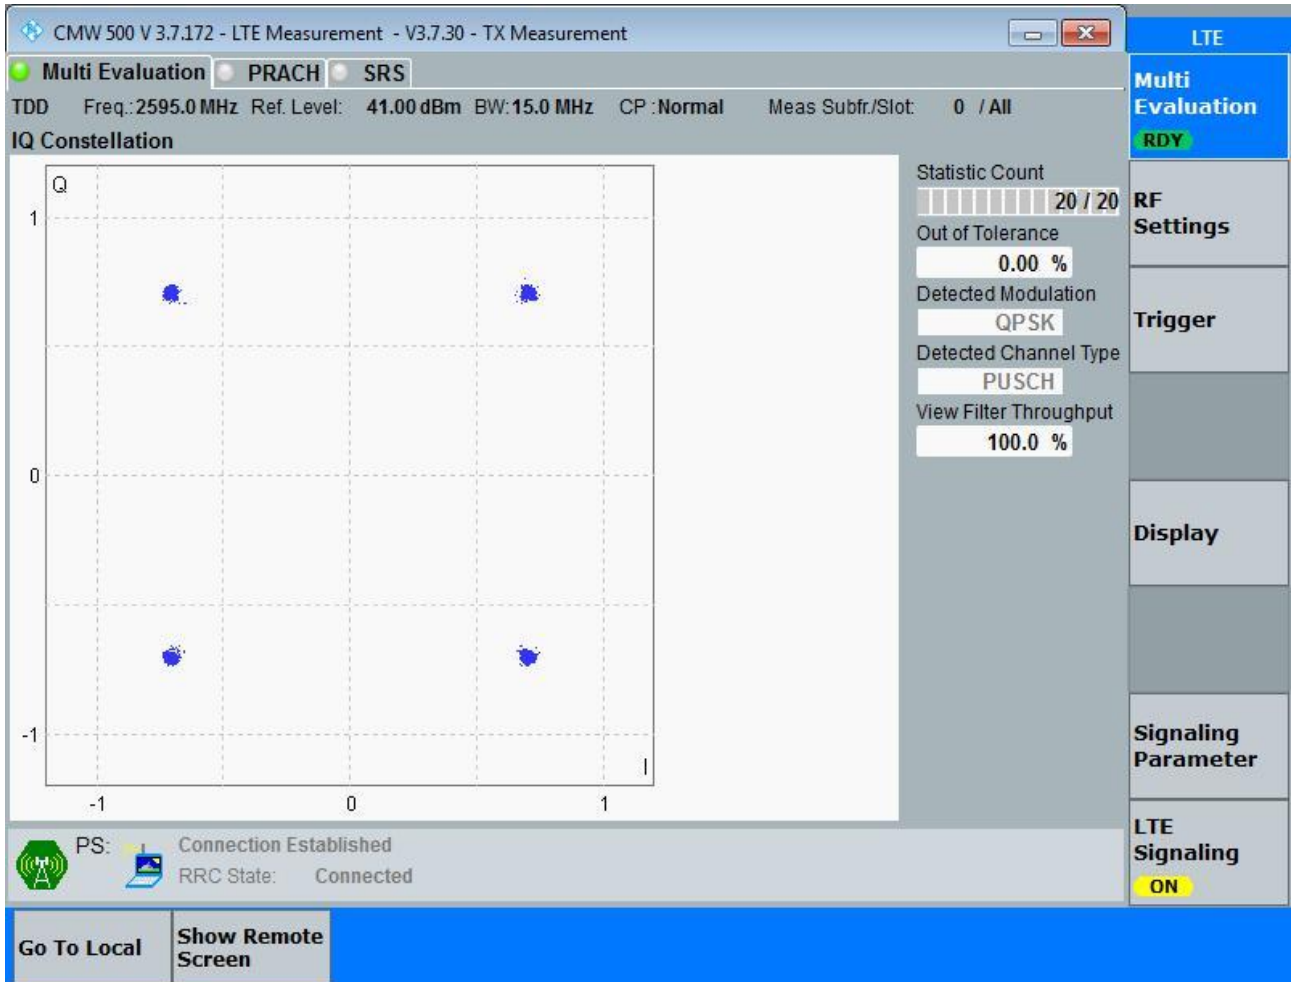 CMW 500 V 3.7.172 - LTE Measurement - V3.7.30 - TX Measurement
LTE
Multi Evaluation PRACH SRS
TDD Freq.: 2595.0 MHz Ref. Level: 41.00 dBm BW: 15.0 MHz CP : Normal Meas Subfr./Slot: 0 / All
IQ Constellation
Q
1
0
-1
I
-1 0 1
Statistic Count
20 / 20
Out of Tolerance
0.00 %
Detected Modulation
QPSK
Detected Channel Type
PUSCH
View Filter Throughput
100.0 %
Multi
Evaluation
RDY
RF
Settings
Trigger
Display
Signaling
Parameter
LTE
Signaling
ON
PS: Connection Established
RRC State: Connected
Go To Local
Show Remote
Screen